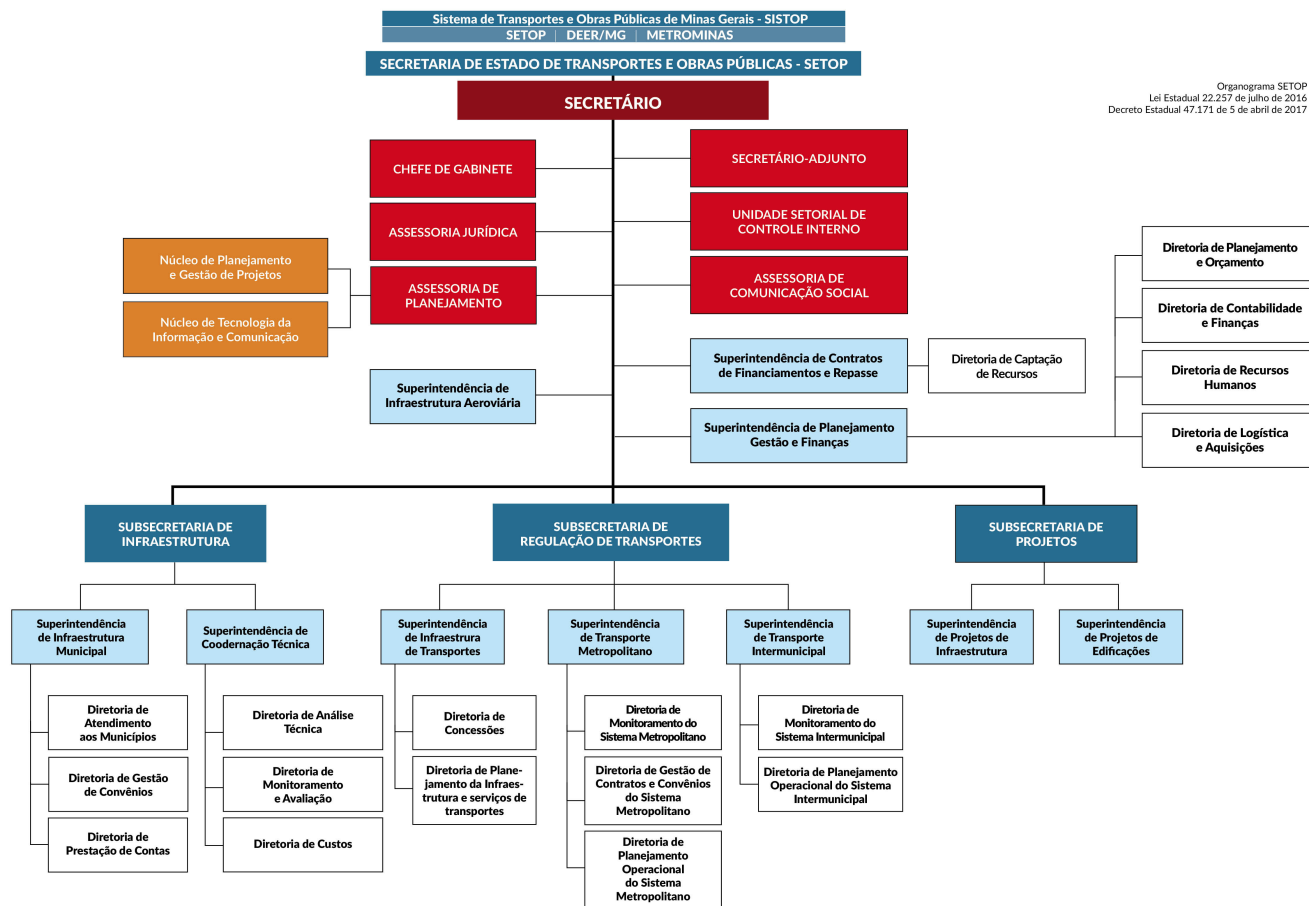 Sistema de Transportes e Obras Públicas de Minas Gerais - SISTOP
SETOP | DEER/MG | METROMINAS
SECRETARIA DE ESTADO DE TRANSPORTES E OBRAS PÚBLICAS - SETOP
Organograma SETOP
Lei Estadual 22.257 de julho de 2016
Decreto Estadual 47.171 de 5 de abril de 2017
SECRETÁRIO
CHEFE DE GABINETE
SECRETÁRIO-ADJUNTO
ASSESSORIA JURÍDICA
UNIDADE SETORIAL DE
CONTROLE INTERNO
Núcleo de Planejamento
e Gestão de Projetos
Núcleo de Tecnologia da
Informação e Comunicação
ASSESSORIA DE
PLANEJAMENTO
ASSESSORIA DE
COMUNICAÇÃO SOCIAL
Superintendência de
Infraestrutura Aeroviária
Superintendência de Contratos
de Financiamentos e Repasse
Diretoria de Captação
de Recursos
Superintendência de Planejamento
Gestão e Finanças
Diretoria de Planejamento
e Orçamento
Diretoria de Contabilidade
e Finanças
Diretoria de Recursos
Humanos
Diretoria de Logística
e Aquisições
SUBSECRETARIA DE
INFRAESTRUTURA
SUBSECRETARIA DE
REGULAÇÃO DE TRANSPORTES
SUBSECRETARIA DE
PROJETOS
Superintendência
de Infraestrutura
Municipal
Superintendência de
Coodernação Técnica
Superintendência
de Infraestrura
de Transportes
Superintendência
de Transporte
Metropolitano
Superintendência
de Transporte
Intermunicipal
Superintendência
de Projetos de
Infraestrutura
Superintendência
de Projetos de
Edificações
Diretoria de
Atendimento
aos Municípios
Diretoria de Gestão
de Convênios
Diretoria de
Prestação de Contas
Diretoria de Análise
Técnica
Diretoria de
Monitoramento
e Avaliação
Diretoria de Custos
Diretoria de
Concessões
Diretoria de Plane-
jamento da Infraes-
trutura e serviços de
transportes
Diretoria de
Monitoramento do
Sistema Metropolitano
Diretoria de Gestão de
Contratos e Convênios
do Sistema
Metropolitano
Diretoria de
Planejamento
Operacional
do Sistema
Metropolitano
Diretoria de
Monitoramento do
Sistema Intermunicipal
Diretoria de Planejamento
Operacional do Sistema
Intermunicipal